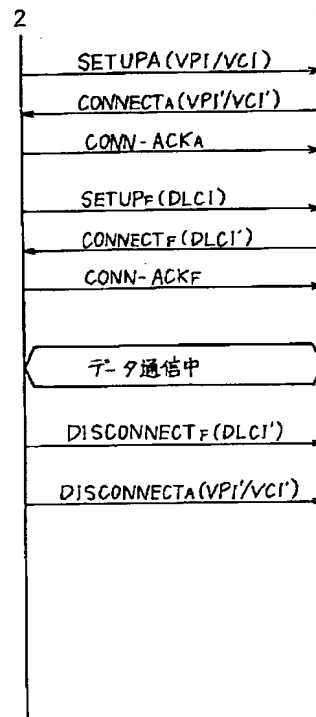 2
SETUPA(VPI/VCI)
CONNECTA(VPI'/VCI')
CONN-ACKA
SETUPF(DLCI)
CONNECTF(DLCI')
CONN-ACKF
データ通信中
DISCONNECTF(DLCI')
DISCONNECTA(VPI'/VCI')